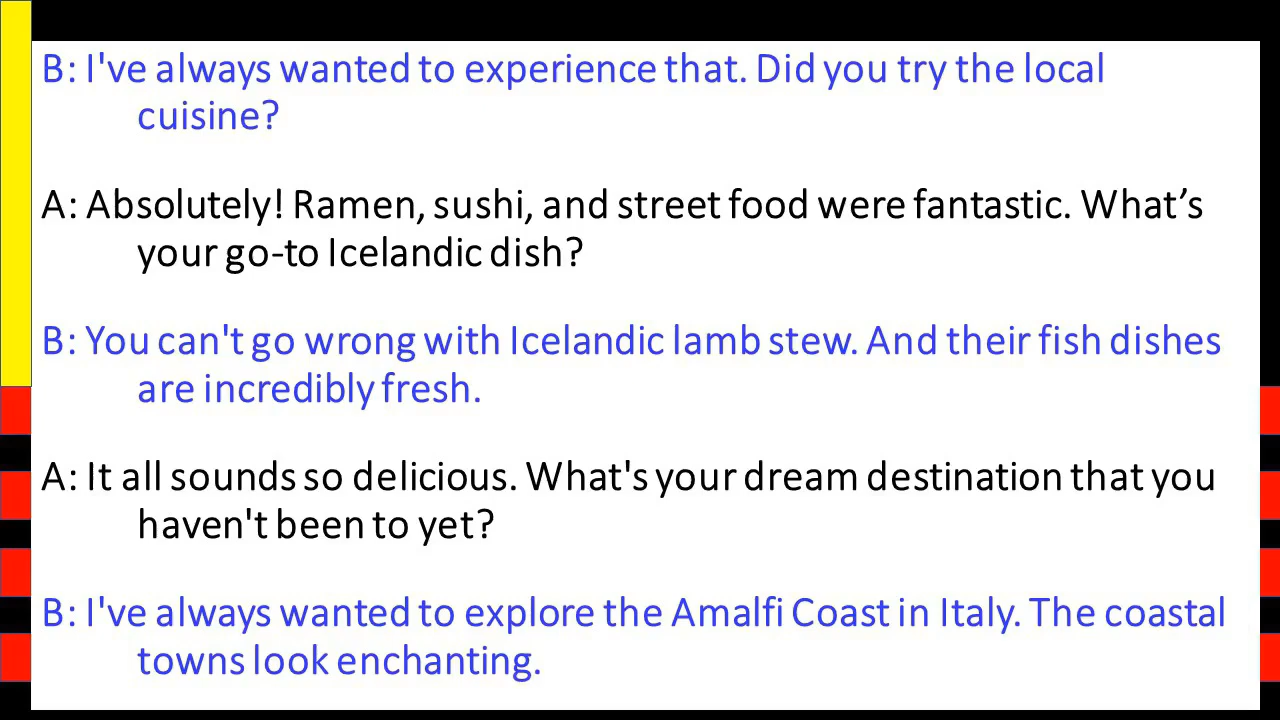 B: I've always wanted to experience that. Did you try the local
cuisine?
A: Absolutely! Ramen, sushi, and street food were fantastic. What’s
your go-to Icelandic dish?
B: You can't go wrong with Icelandic lamb stew. And their fish dishes
are incredibly fresh.
A: It all sounds so delicious. What's your dream destination that you
haven't been to yet?
B: I've always wanted to explore the Amalfi Coast in Italy. The coastal
towns look enchanting.